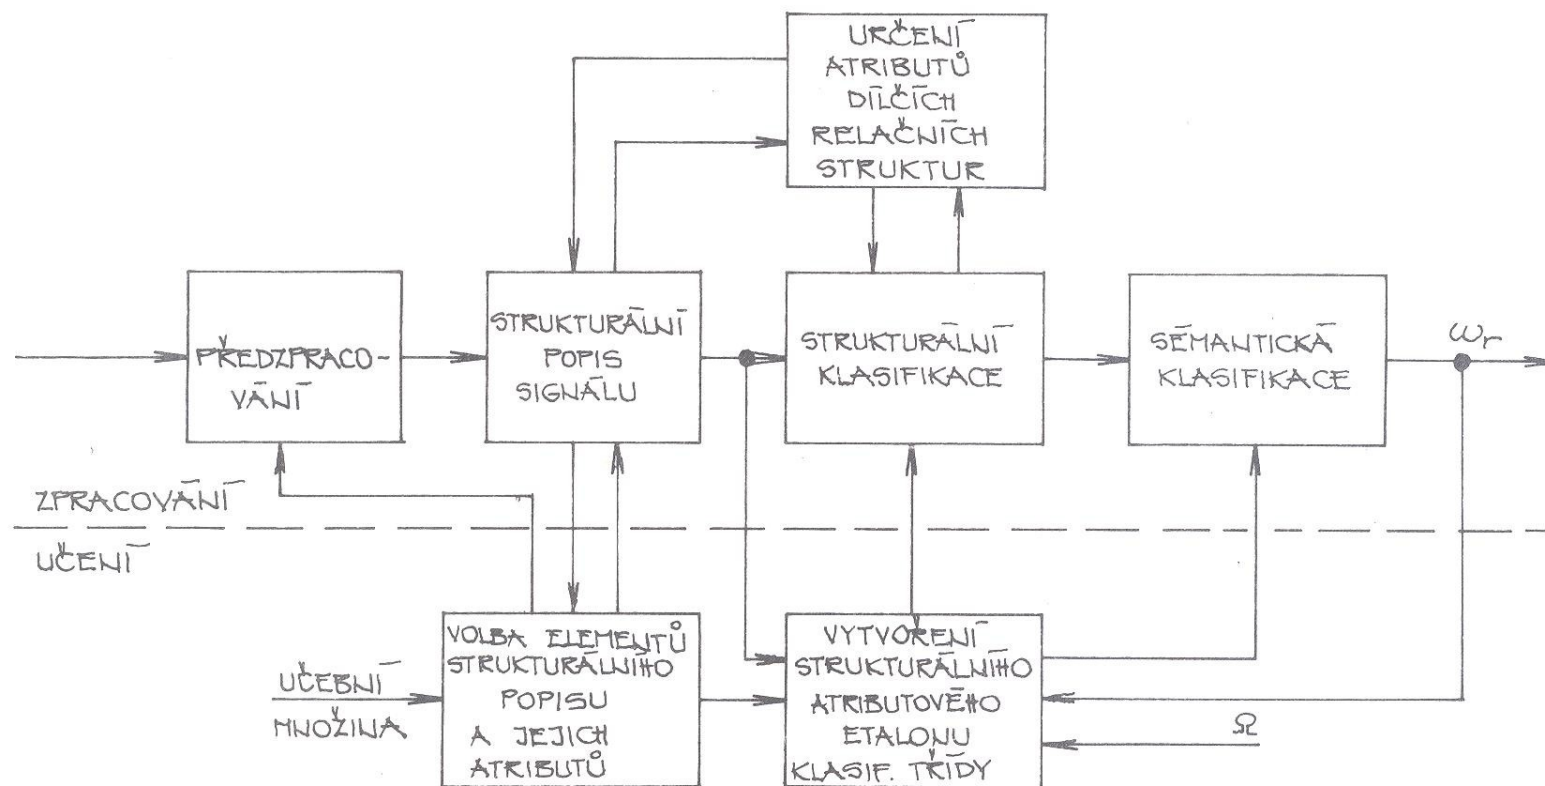 URČENÍ
ATRIBUTŮ
DÍLČÍCH
RELAČNÍCH
STRUKTUR
PŘEDZPRACO-
VÁNÍ
STRUKTURÁLNÍ
POPIS
SIGNÁLU
STRUKTURÁLNÍ
KLASIFIKACE
SÉMANTICKÁ
KLASIFIKACE
ωr
ZPRACOVÁNÍ
UČENÍ
UČEBNÍ
MNOŽINA
VOLBA ELEMENTŮ
STRUKTURÁLNÍHO
POPISU
A JEJICH
ATRIBUTŮ
VYTVOŘENÍ
STRUKTURÁLNÍHO
ATRIBUTOVÉHO
ETALONU
KLASIF. TŘÍDY
Ω